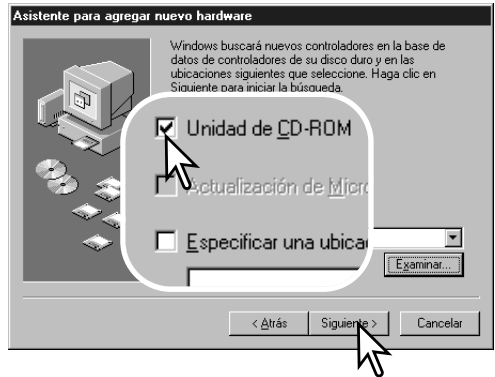 Asistente para agregar nuevo hardware
Windows buscará nuevos controladores en la base de
datos de controladores de su disco duro y en las
ubicaciones siguientes que seleccione. Haga clic en
Siguiente para iniciar la búsqueda.
Unidad de CD-ROM
Actualización de Micro
Especificar una ubica
Examinar...
< Atrás
Siguiente >
Cancelar